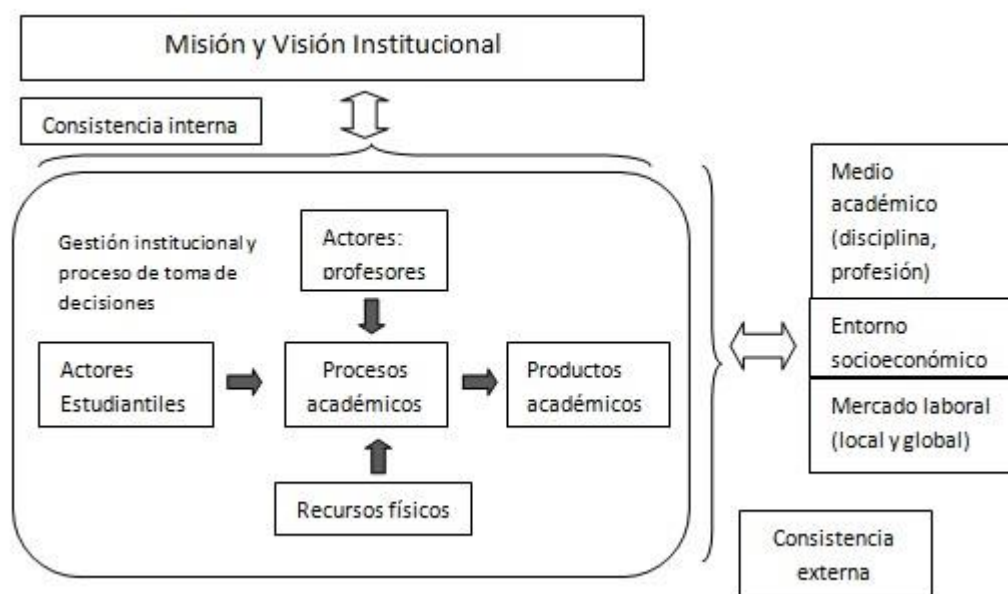 Misión y Visión Institucional
Consistencia interna
Gestión institucional y
proceso de toma de
decisiones
Actores:
profesores
Actores
Estudiantiles
Procesos
académicos
Productos
académicos
Recursos físicos
Medio
académico
(disciplina,
profesión)
Entorno
socioeconómico
Mercado laboral
(local y global)
Consistencia
externa